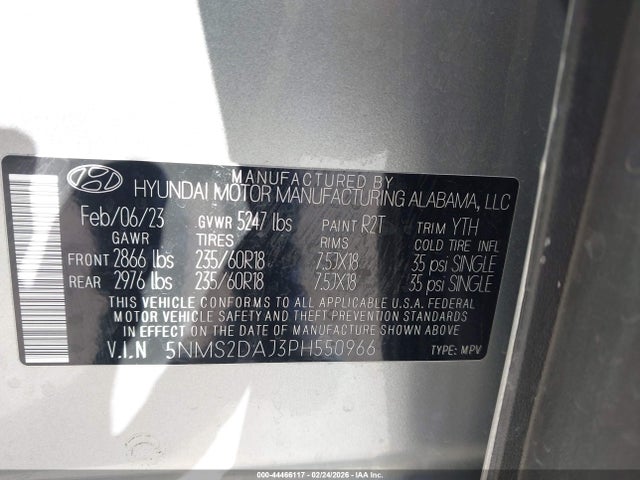 MANUFACTURED BY
HYUNDAI MOTOR MANUFACTURING ALABAMA, LLC
Feb/06/23 GVWR 5247 lbs PAINT R2T TRIM YTH
GAWR TIRES RIMS COLD TIRE INFL
FRONT 2866 lbs 235/60R18 7.5JX18 35 psi SINGLE
REAR 2976 lbs 235/60R18 7.5JX18 35 psi SINGLE
THIS VEHICLE CONFORMS TO ALL APPLICABLE U.S.A. FEDERAL
MOTOR VEHICLE SAFETY AND THEFT PREVENTION STANDARDS
IN EFFECT ON THE DATE OF MANUFACTURE SHOWN ABOVE.
V.I.N 5NMS2DAJ3PH550966 TYPE: MPV
000-44466117 - 02/24/2026 - IAA INC.